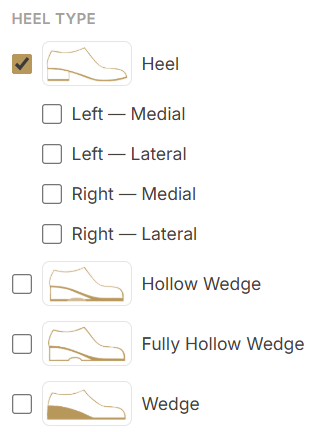 HEEL TYPE
Heel
Left — Medial
Left — Lateral
Right — Medial
Right — Lateral
Hollow Wedge
Fully Hollow Wedge
Wedge